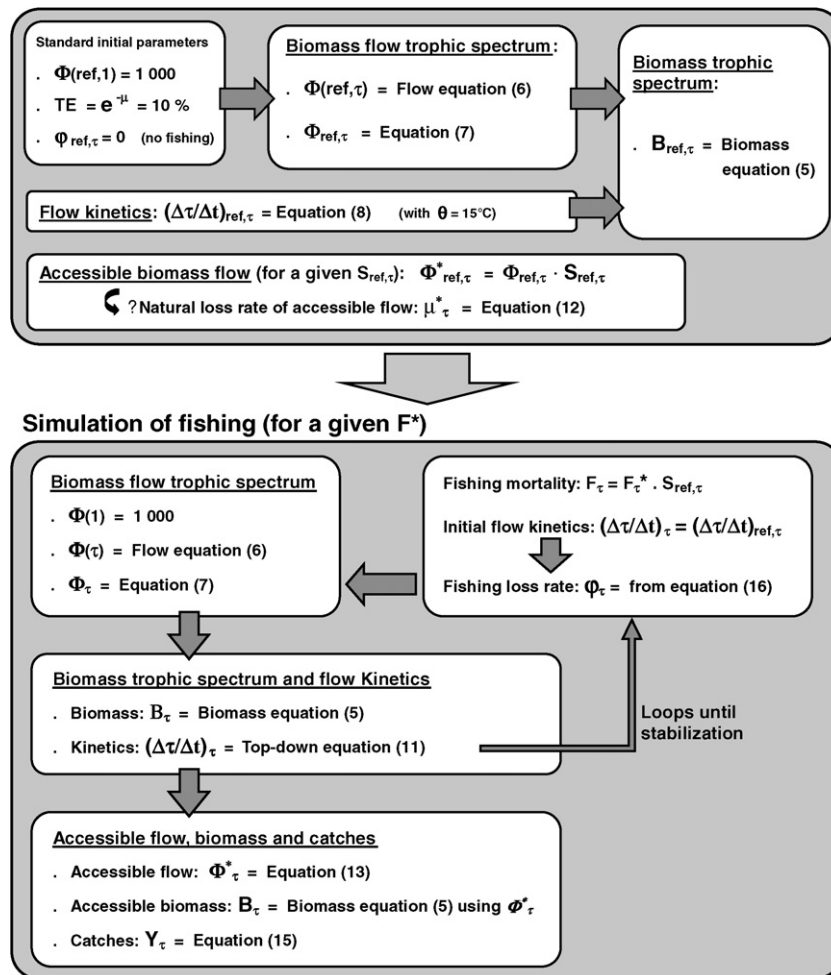 Standard initial parameters
. Φ(ref,1) = 1 000
. TE = e^-μ = 10 %
. φ ref,τ = 0 (no fishing)
Biomass flow trophic spectrum:
. Φ(ref,τ) = Flow equation (6)
. Φref,τ = Equation (7)
Biomass trophic
spectrum:
. Bref,τ = Biomass
equation (5)
Flow kinetics: (Δτ/Δt)ref,τ = Equation (8) (with θ = 15°C)
Accessible biomass flow (for a given Sref,τ): Φ*ref,τ = Φref,τ · Sref,τ
? Natural loss rate of accessible flow: μ*τ = Equation (12)
Simulation of fishing (for a given F*)
Biomass flow trophic spectrum
. Φ(1) = 1 000
. Φ(τ) = Flow equation (6)
. Φτ = Equation (7)
Fishing mortality: Fτ = Fτ* . Sref,τ
Initial flow kinetics: (Δτ/Δt)τ = (Δτ/Δt)ref,τ
Fishing loss rate: φτ = from equation (16)
Biomass trophic spectrum and flow Kinetics
. Biomass: Bτ = Biomass equation (5)
. Kinetics: (Δτ/Δt)τ = Top-down equation (11)
Loops until
stabilization
Accessible flow, biomass and catches
. Accessible flow: Φ*τ = Equation (13)
. Accessible biomass: Bτ = Biomass equation (5) using Φ*τ
. Catches: Yτ = Equation (15)